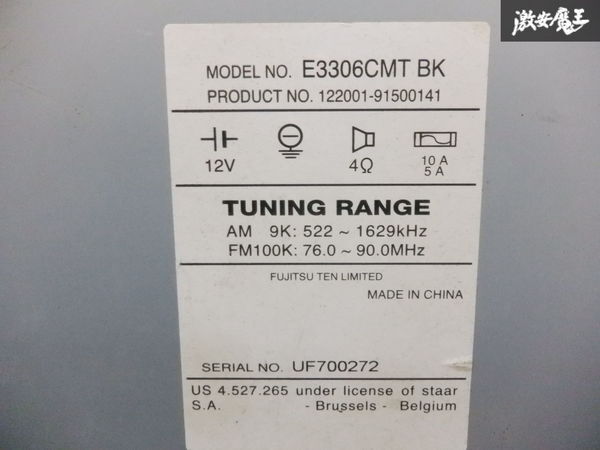 激安魔王
MODEL NO. E3306CMT BK
PRODUCT NO. 122001-91500141
12V
4Ω
10 A
5 A
TUNING RANGE
AM 9K: 522 ~ 1629kHz
FM100K: 76.0 ~ 90.0MHz
FUJITSU TEN LIMITED
MADE IN CHINA
SERIAL NO. UF700272
US 4.527.265 under license of staar
S.A. - Brussels - Belgium